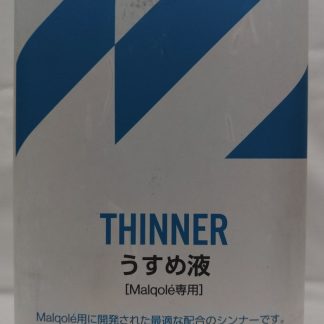 THINNER
うすめ液
[Malqolé専用]
Malqolé用に開発された最適な配合のシンナーです。